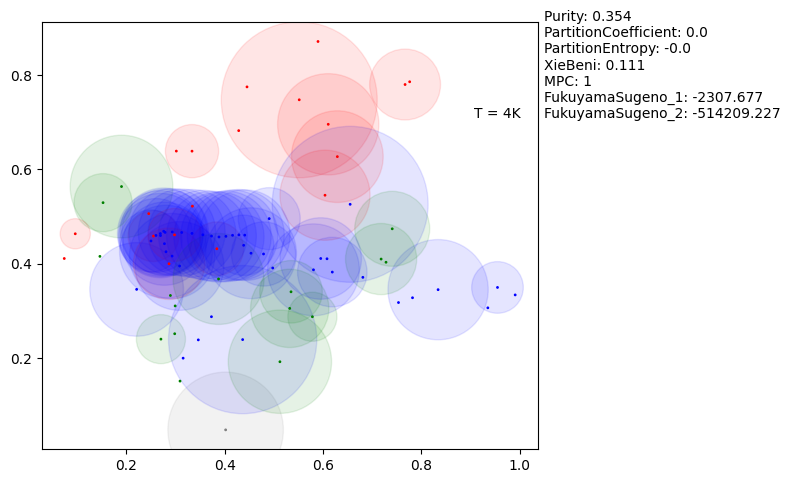 Purity: 0.354
PartitionCoefficient: 0.0
PartitionEntropy: -0.0
XieBeni: 0.111
MPC: 1
FukuyamaSugeno_1: -2307.677
FukuyamaSugeno_2: -514209.227
T = 4K
0.8
0.6
0.4
0.2
0.2
0.4
0.6
0.8
1.0